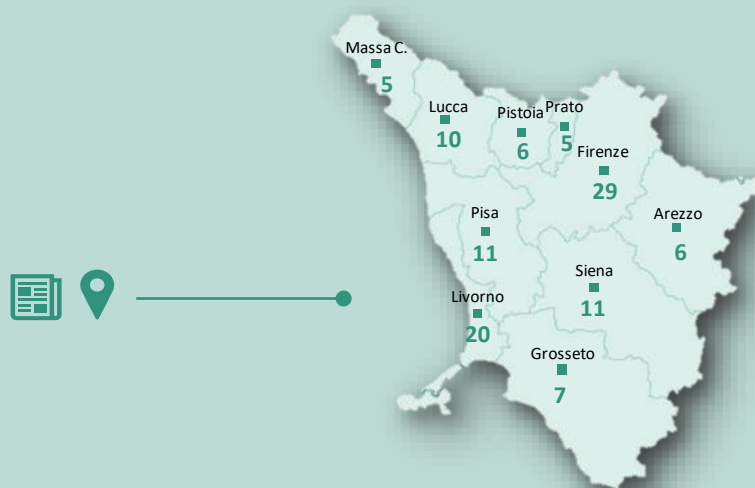 Massa C.
5
Lucca
10
Pistoia
6
Prato
5
Firenze
29
Arezzo
6
Pisa
11
Siena
11
Livorno
20
Grosseto
7